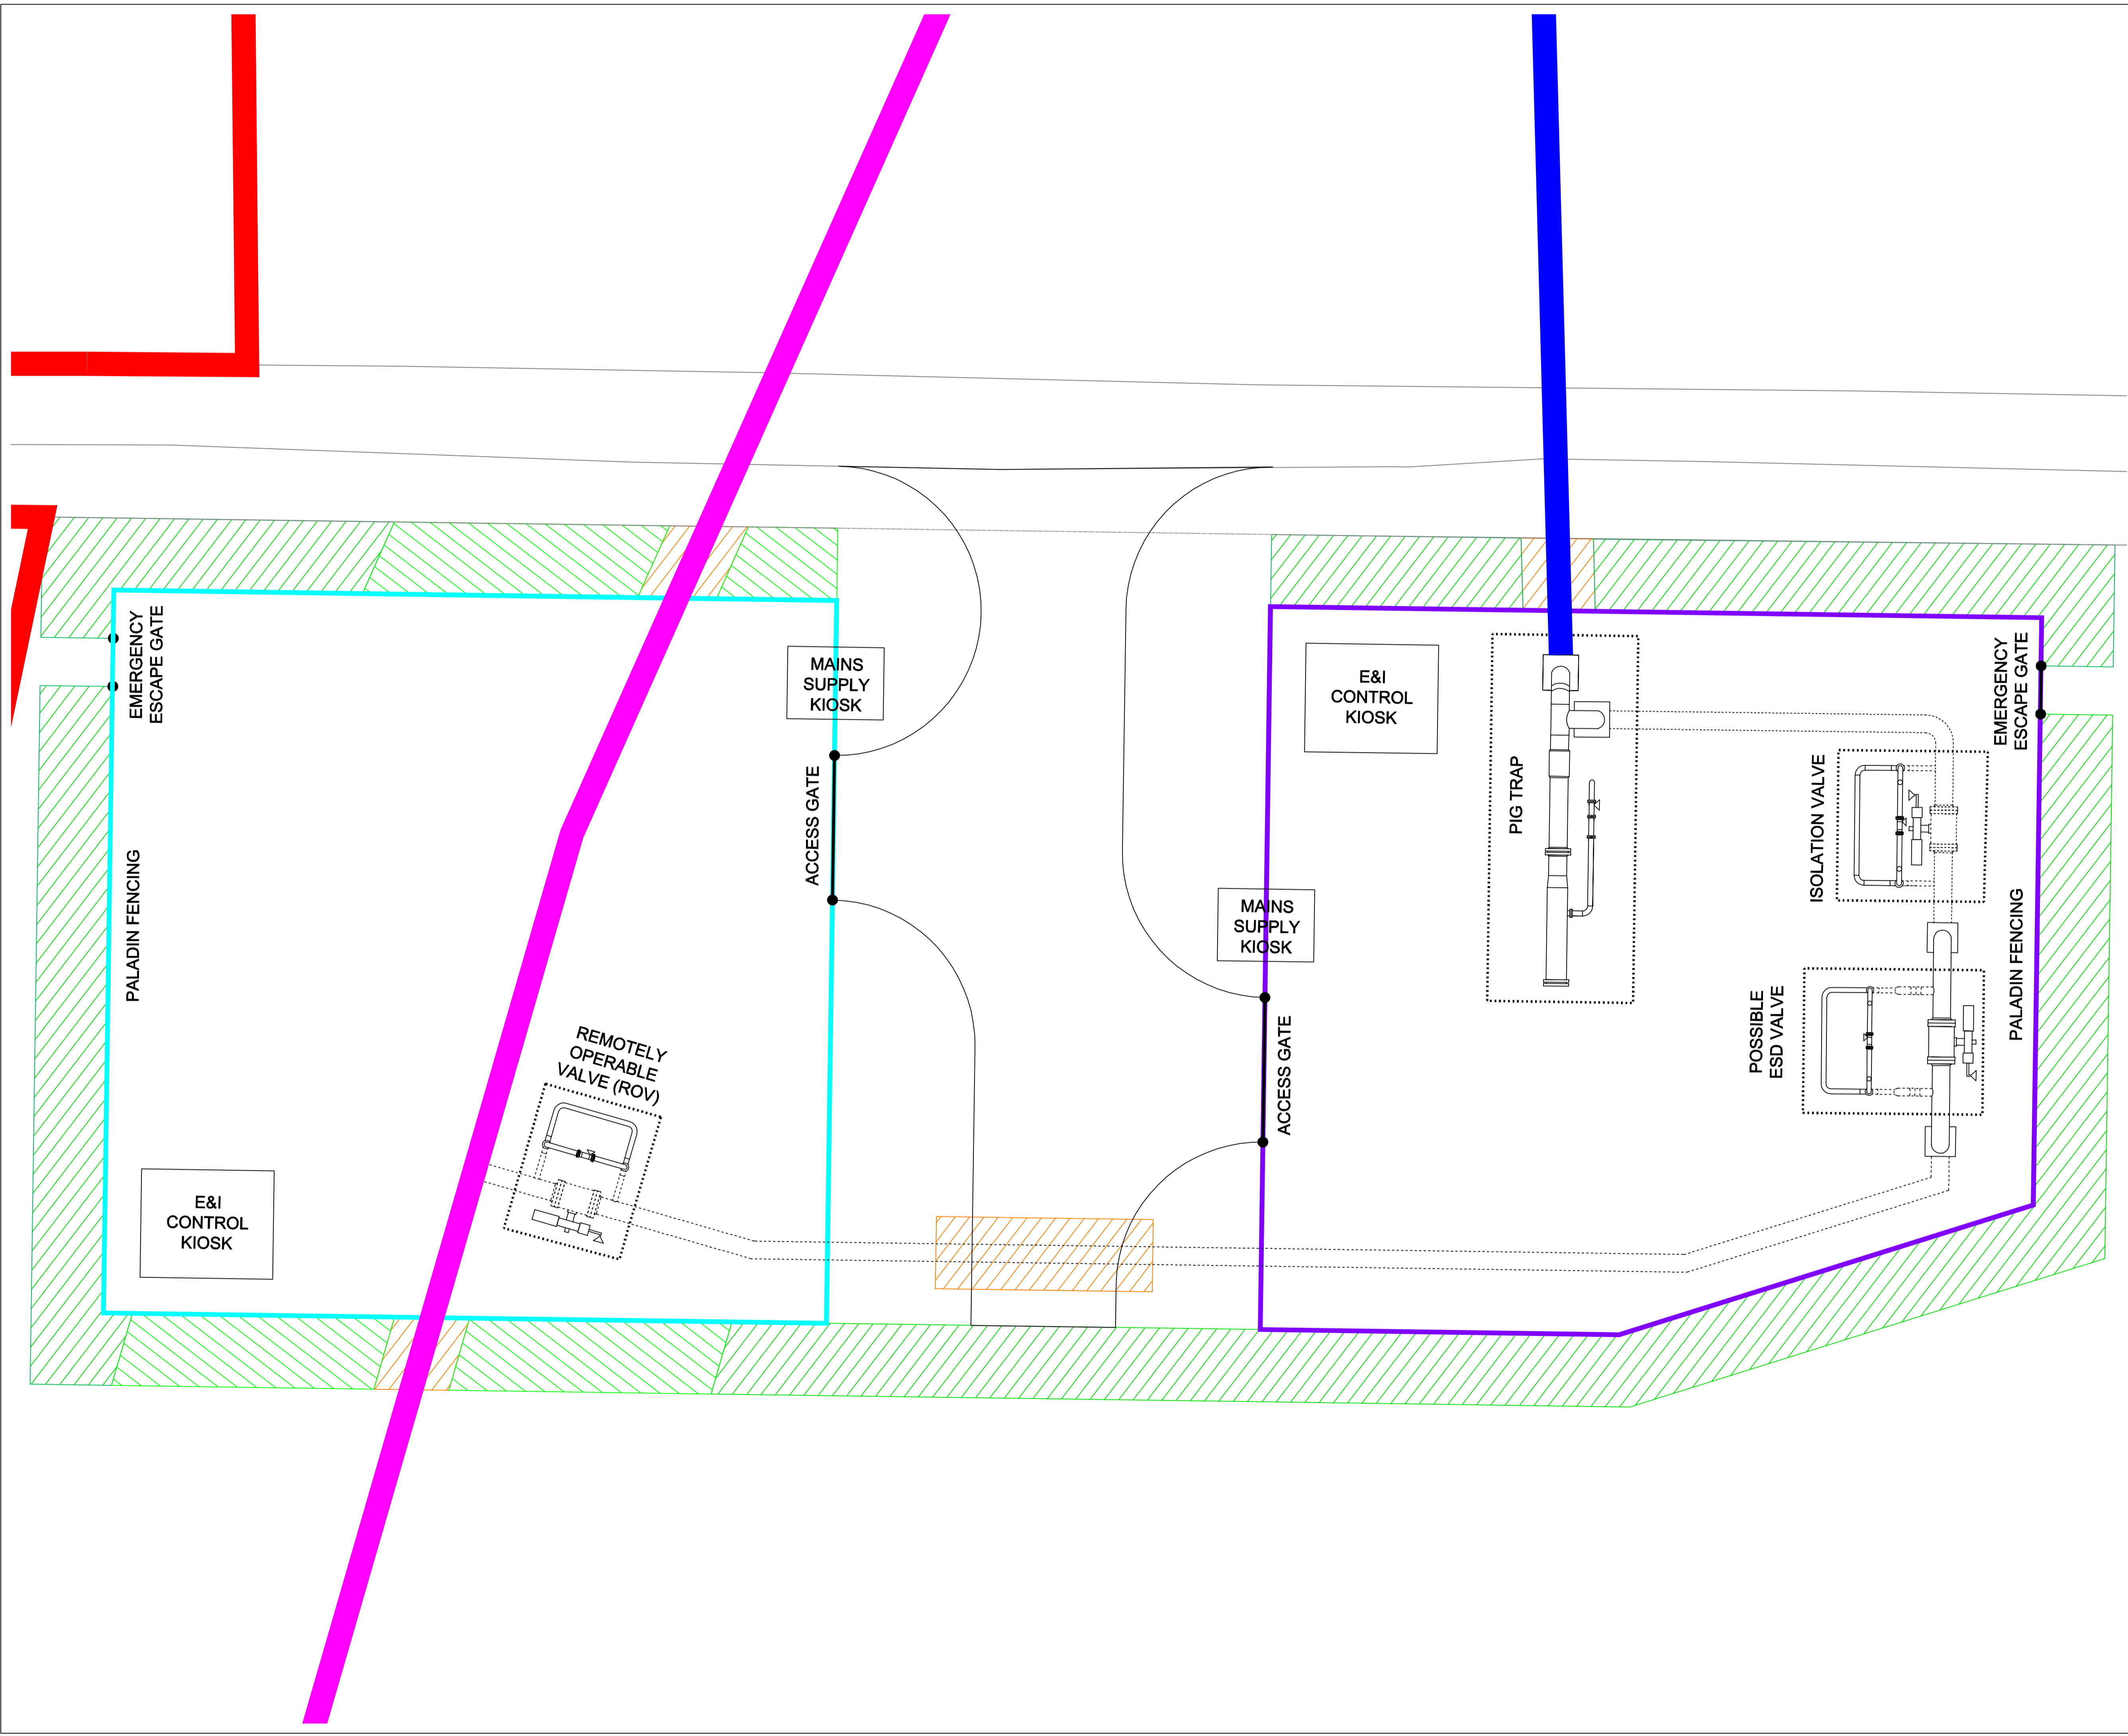 EMERGENCY
ESCAPE GATE
PALADIN FENCING
E&I
CONTROL
KIOSK
REMOTELY
OPERABLE
VALVE (ROV)
MAINS
SUPPLY
KIOSK
ACCESS GATE
MAINS
SUPPLY
KIOSK
ACCESS GATE
E&I
CONTROL
KIOSK
PIG TRAP
ISOLATION VALVE
POSSIBLE
ESD VALVE
EMERGENCY
ESCAPE GATE
PALADIN FENCING